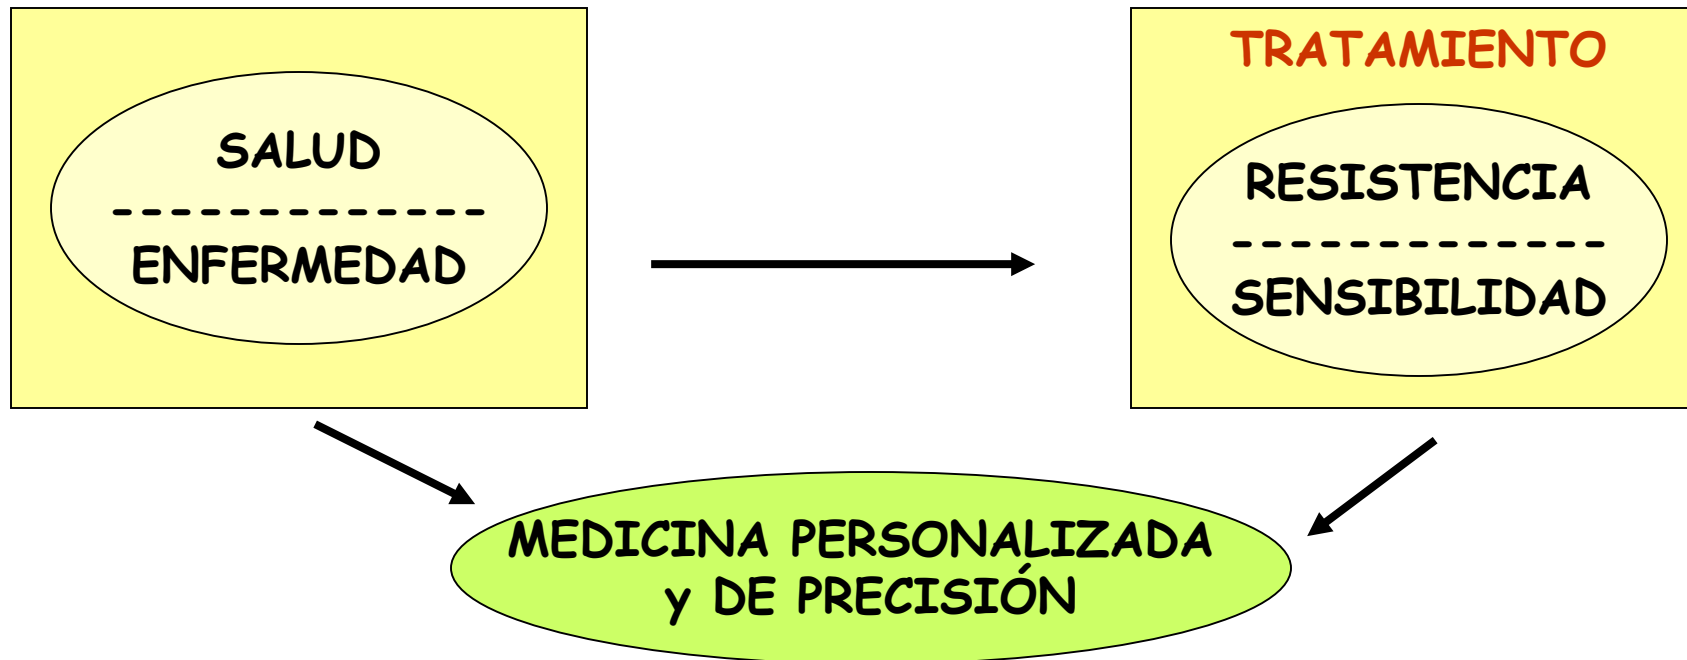 SALUD
ENFERMEDAD
TRATAMIENTO
RESISTENCIA
SENSIBILIDAD
MEDICINA PERSONALIZADA
y DE PRECISIÓN